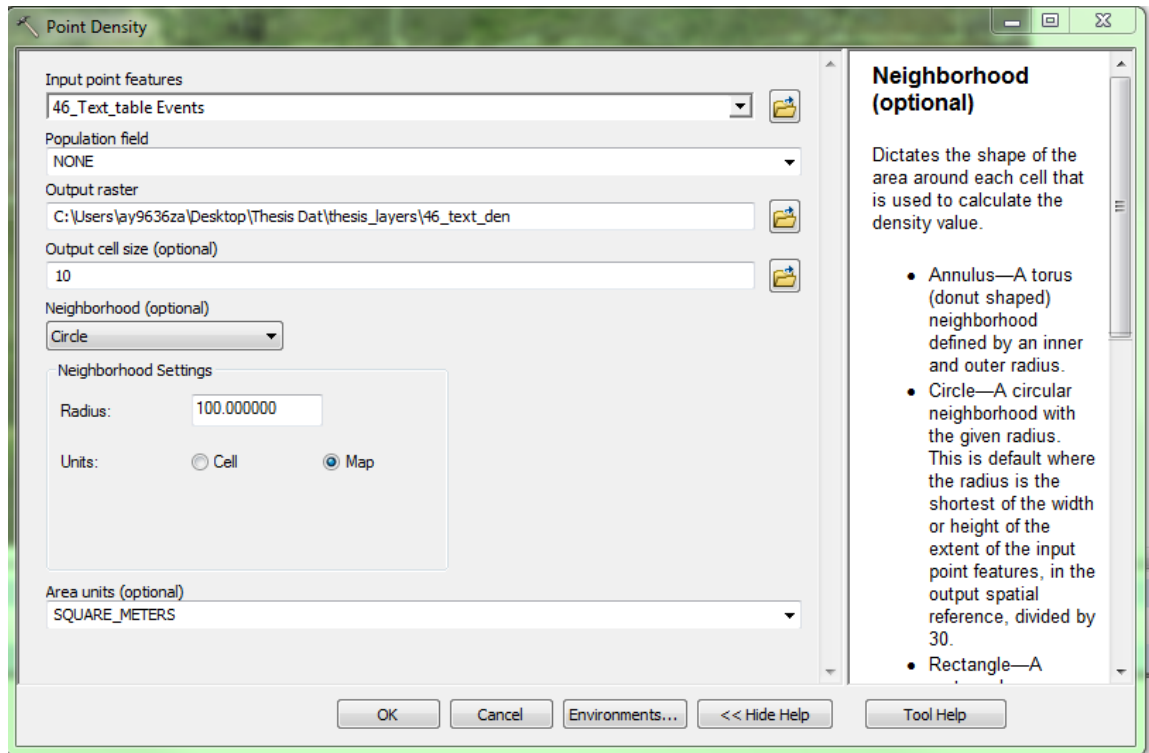 Point Density
Input point features
46_Text_table Events
Population field
NONE
Output raster
C:\Users\ay9636za\Desktop\Thesis Dat\thesis_layers\46_text_den
Output cell size (optional)
10
Neighborhood (optional)
Circle
Neighborhood Settings
Radius: 100.000000
Units: Cell Map
Area units (optional)
SQUARE_METERS
Neighborhood
(optional)
Dictates the shape of the
area around each cell that
is used to calculate the
density value.
• Annulus—A torus
(donut shaped)
neighborhood
defined by an inner
and outer radius.
• Circle—A circular
neighborhood with
the given radius.
This is default where
the radius is the
shortest of the width
or height of the
extent of the input
point features, in the
output spatial
reference, divided by
30.
• Rectangle—A
OK Cancel Environments... << Hide Help Tool Help